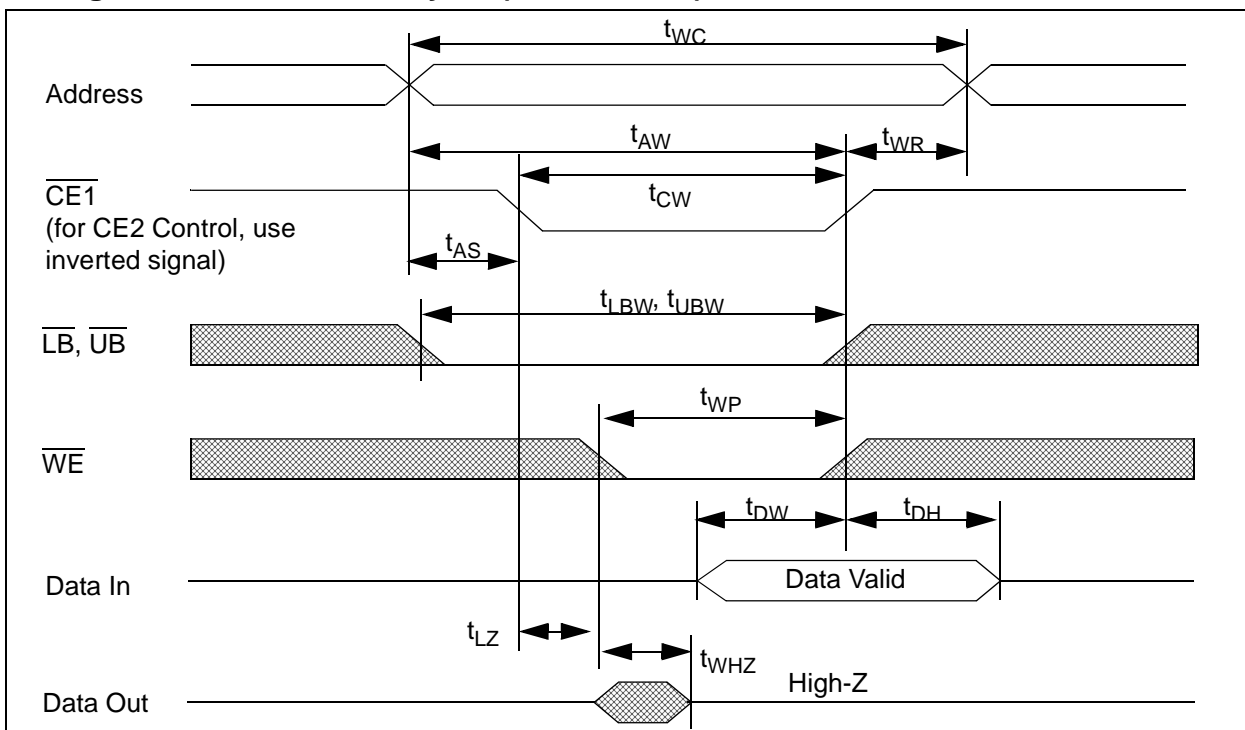 tWC
Address
tAW
tWR
CE1
tCW
(for CE2 Control, use
inverted signal)
tAS
tLBW, tUBW
LB, UB
tWP
WE
tDW
tDH
Data In
Data Valid
tLZ
tWHZ
High-Z
Data Out